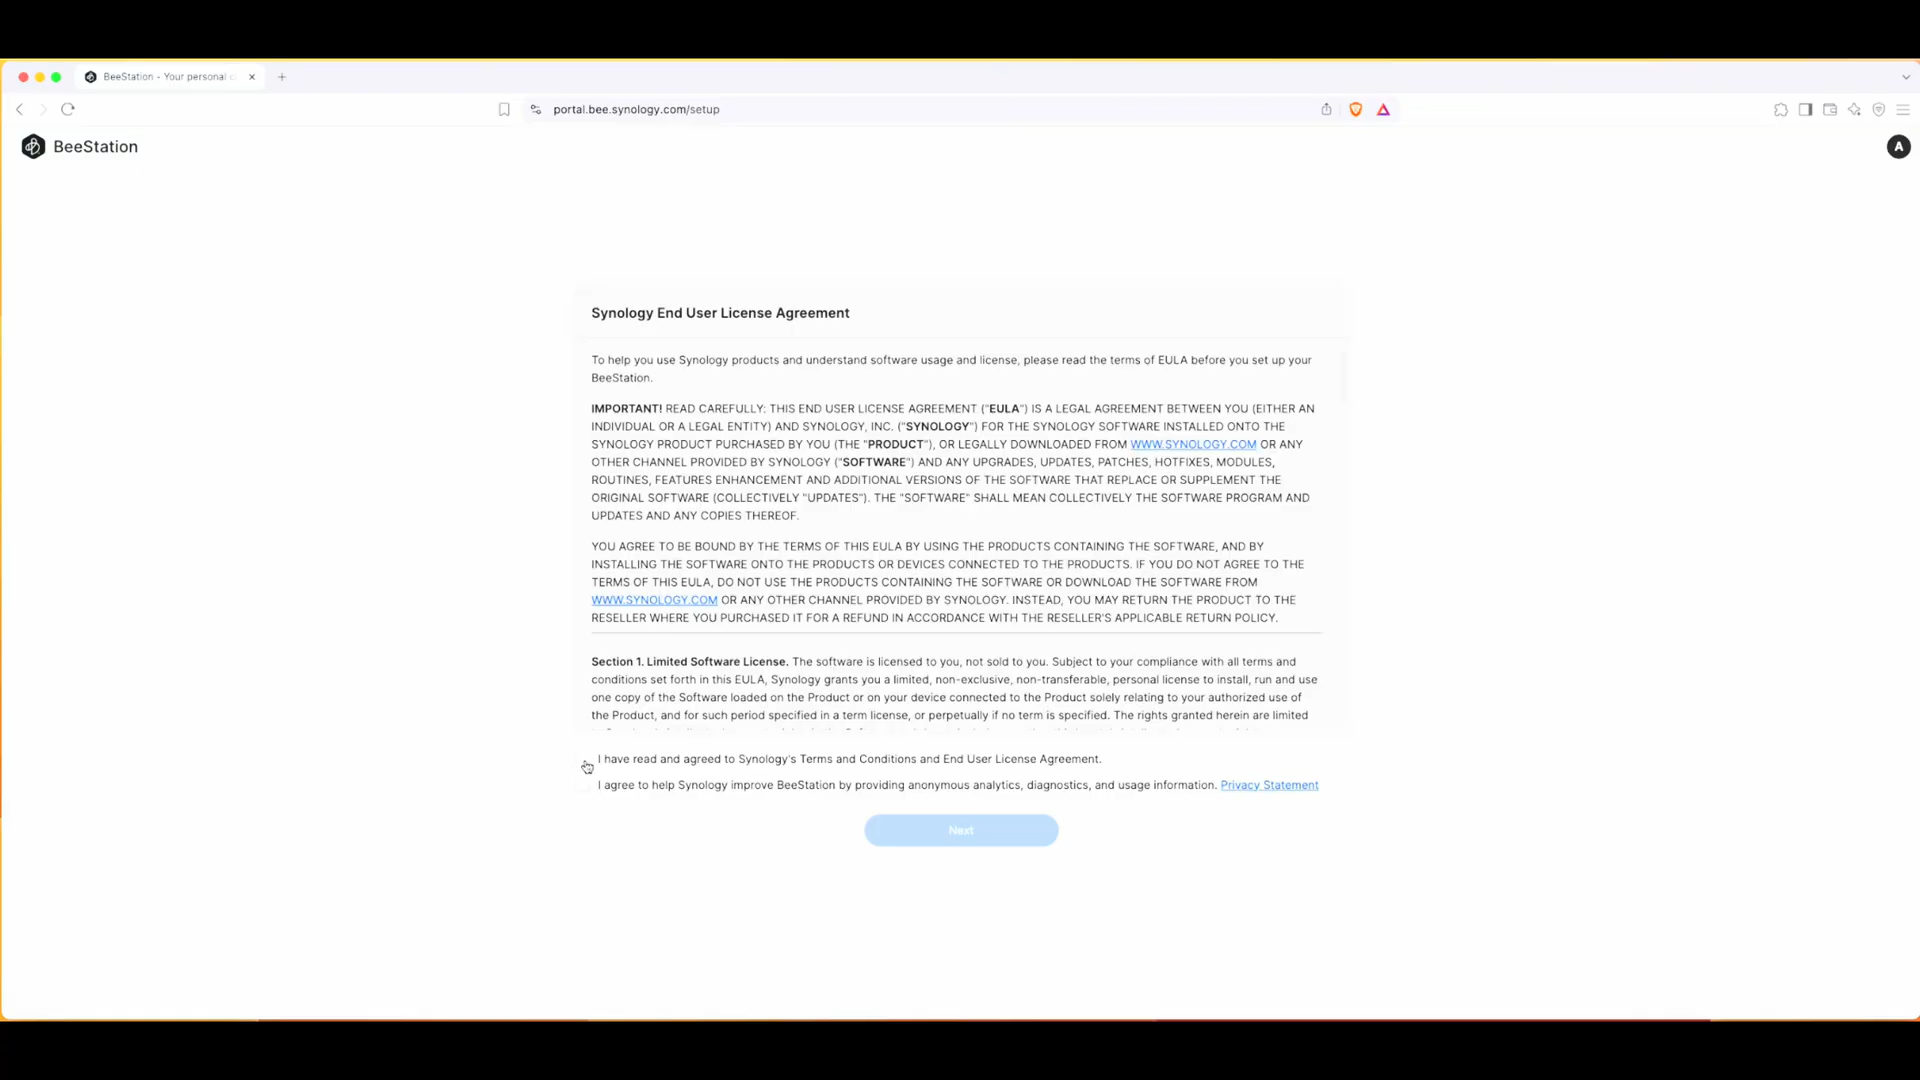 BeeStation - Your personal c
portal.bee.synology.com/setup
BeeStation
A
Synology End User License Agreement
To help you use Synology products and understand software usage and license, please read the terms of EULA before you set up your
BeeStation.
IMPORTANT! READ CAREFULLY: THIS END USER LICENSE AGREEMENT ("EULA") IS A LEGAL AGREEMENT BETWEEN YOU (EITHER AN
INDIVIDUAL OR A LEGAL ENTITY) AND SYNOLOGY, INC. ("SYNOLOGY") FOR THE SYNOLOGY SOFTWARE INSTALLED ONTO THE
SYNOLOGY PRODUCT PURCHASED BY YOU (THE "PRODUCT"), OR LEGALLY DOWNLOADED FROM WWW.SYNOLOGY.COM OR ANY
OTHER CHANNEL PROVIDED BY SYNOLOGY ("SOFTWARE") AND ANY UPGRADES, UPDATES, PATCHES, HOTFIXES, MODULES,
ROUTINES, FEATURES ENHANCEMENT AND ADDITIONAL VERSIONS OF THE SOFTWARE THAT REPLACE OR SUPPLEMENT THE
ORIGINAL SOFTWARE (COLLECTIVELY "UPDATES"). THE "SOFTWARE" SHALL MEAN COLLECTIVELY THE SOFTWARE PROGRAM AND
UPDATES AND ANY COPIES THEREOF.
YOU AGREE TO BE BOUND BY THE TERMS OF THIS EULA BY USING THE PRODUCTS CONTAINING THE SOFTWARE, AND BY
INSTALLING THE SOFTWARE ONTO THE PRODUCTS OR DEVICES CONNECTED TO THE PRODUCTS. IF YOU DO NOT AGREE TO THE
TERMS OF THIS EULA, DO NOT USE THE PRODUCTS CONTAINING THE SOFTWARE OR DOWNLOAD THE SOFTWARE FROM
WWW.SYNOLOGY.COM OR ANY OTHER CHANNEL PROVIDED BY SYNOLOGY. INSTEAD, YOU MAY RETURN THE PRODUCT TO THE
RESELLER WHERE YOU PURCHASED IT FOR A REFUND IN ACCORDANCE WITH THE RESELLER'S APPLICABLE RETURN POLICY.
Section 1. Limited Software License. The software is licensed to you, not sold to you. Subject to your compliance with all terms and
conditions set forth in this EULA, Synology grants you a limited, non-exclusive, non-transferable, personal license to install, run and use
one copy of the Software loaded on the Product or on your device connected to the Product solely relating to your authorized use of
the Product, and for such period specified in a term license, or perpetually if no term is specified. The rights granted herein are limited
I have read and agreed to Synology's Terms and Conditions and End User License Agreement.
I agree to help Synology improve BeeStation by providing anonymous analytics, diagnostics, and usage information. Privacy Statement
Next